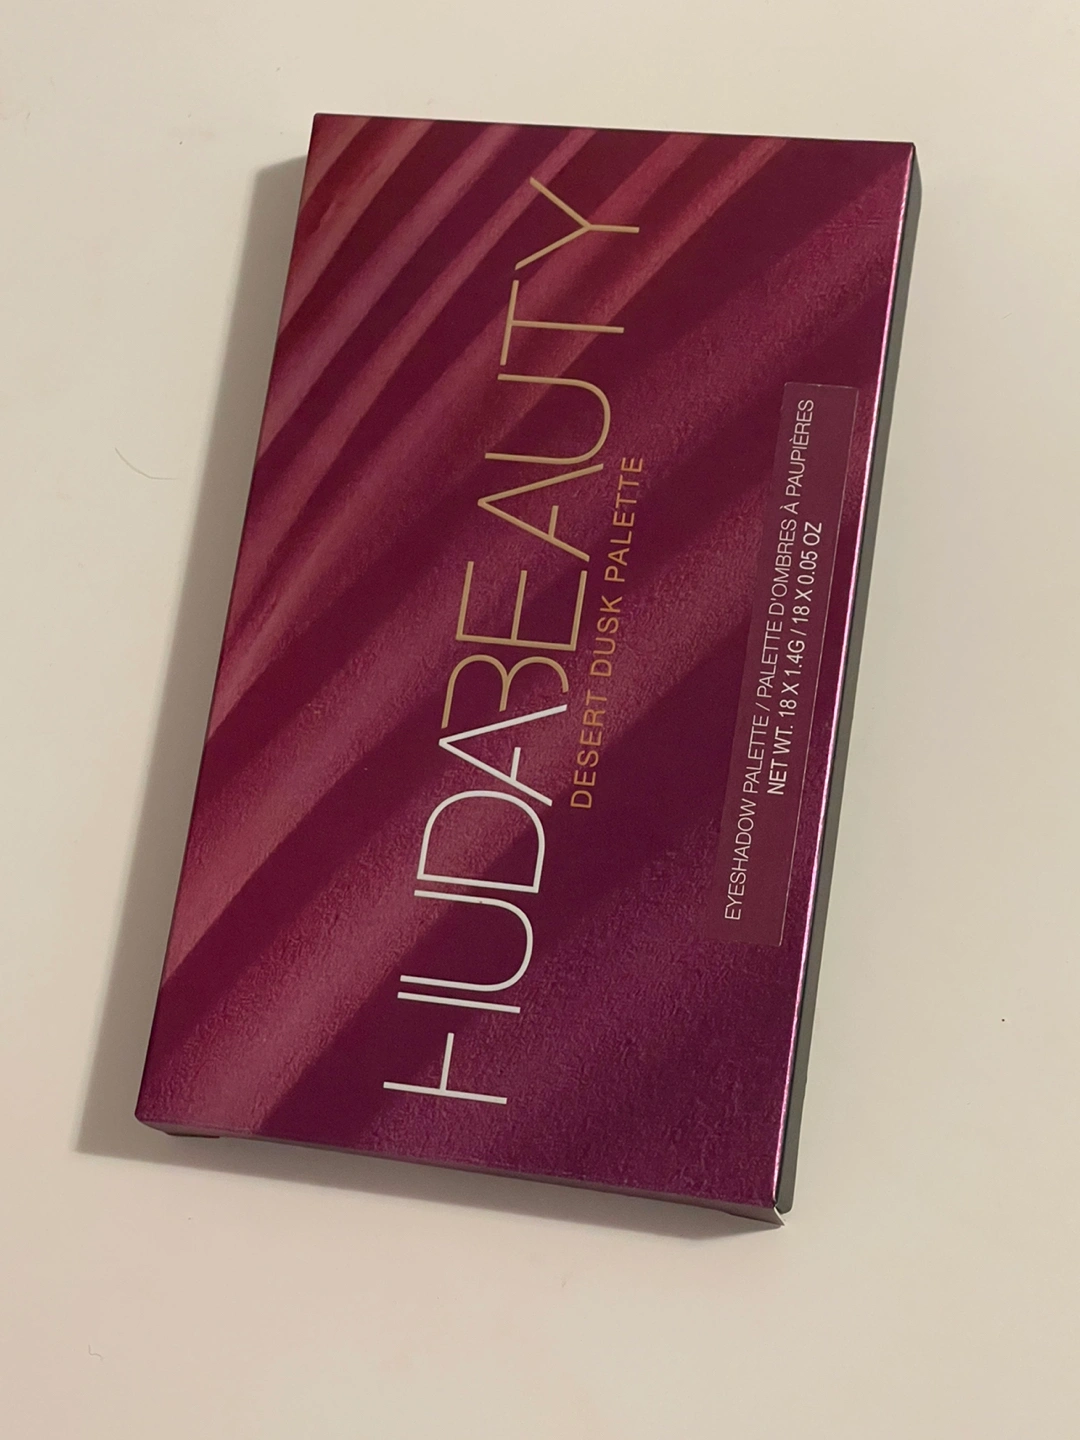 HUDABEAUTY
DESERT DUSK PALETTE
EYESHADOW PALETTE / PALETTE D'OMBRES À PAUPIÈRES
NET WT. 18 X 1.4G / 18 X 0.05 OZ